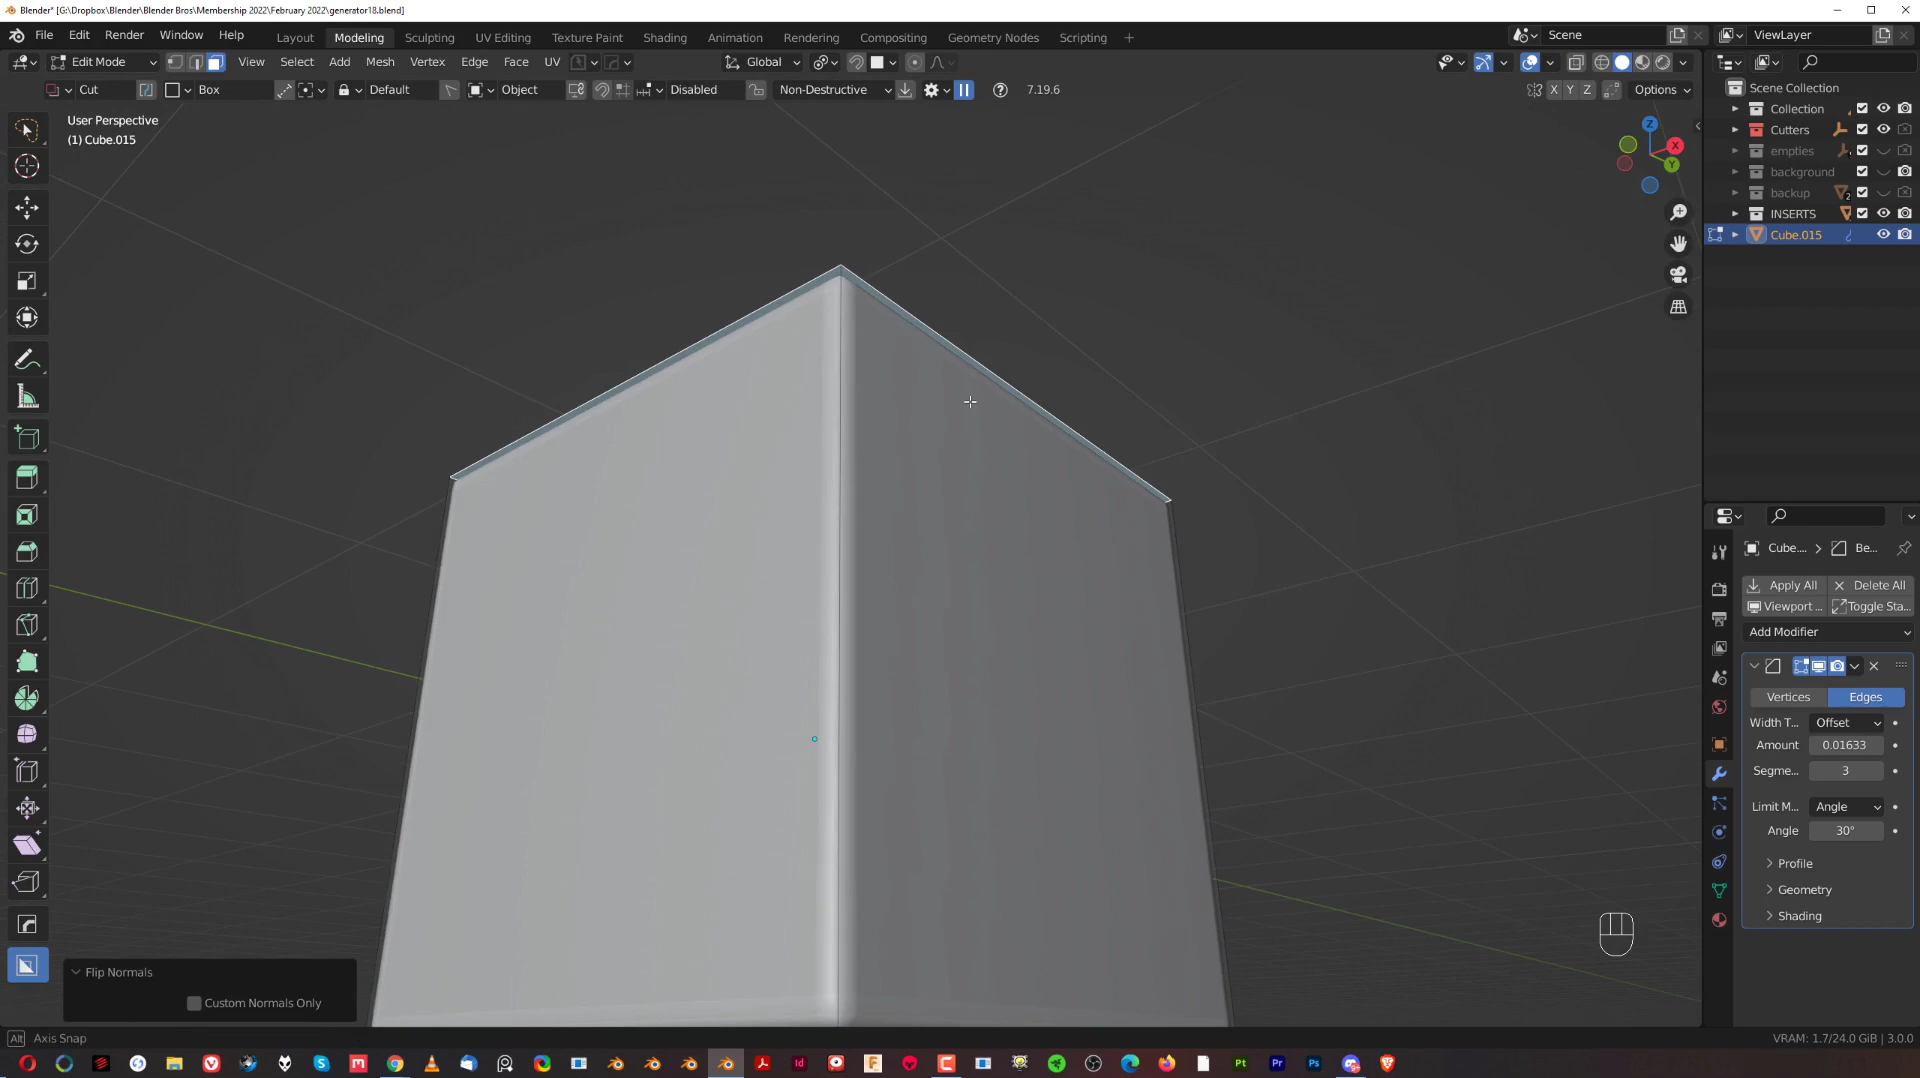 Blender* [G:\Dropbox\Blender\Blender Bros\Membership 2022\February 2022\generator18.blend]
File Edit Render Window Help Layout Modeling Sculpting UV Editing Texture Paint Shading Animation Rendering Compositing Geometry Nodes Scripting + Scene ViewLayer
Edit Mode View Select Add Mesh Vertex Edge Face UV Global
Cut Box Default Object Disabled Non-Destructive 7.19.6 X Y Z Options
User Perspective
(1) Cube.015
Z
X
Y
Scene Collection
Collection
Cutters
empties
background
backup 2
INSERTS
Cube.015
Cube.... Be...
Apply All Delete All
Viewport ... Toggle Sta...
Add Modifier
Vertices Edges
Width T... Offset
Amount 0.01633
Segme... 3
Limit M... Angle
Angle 30°
Profile
Geometry
Shading
Flip Normals
Custom Normals Only
Alt Axis Snap
VRAM: 1.7/24.0 GiB | 3.0.0
Id Pt Pr Ps